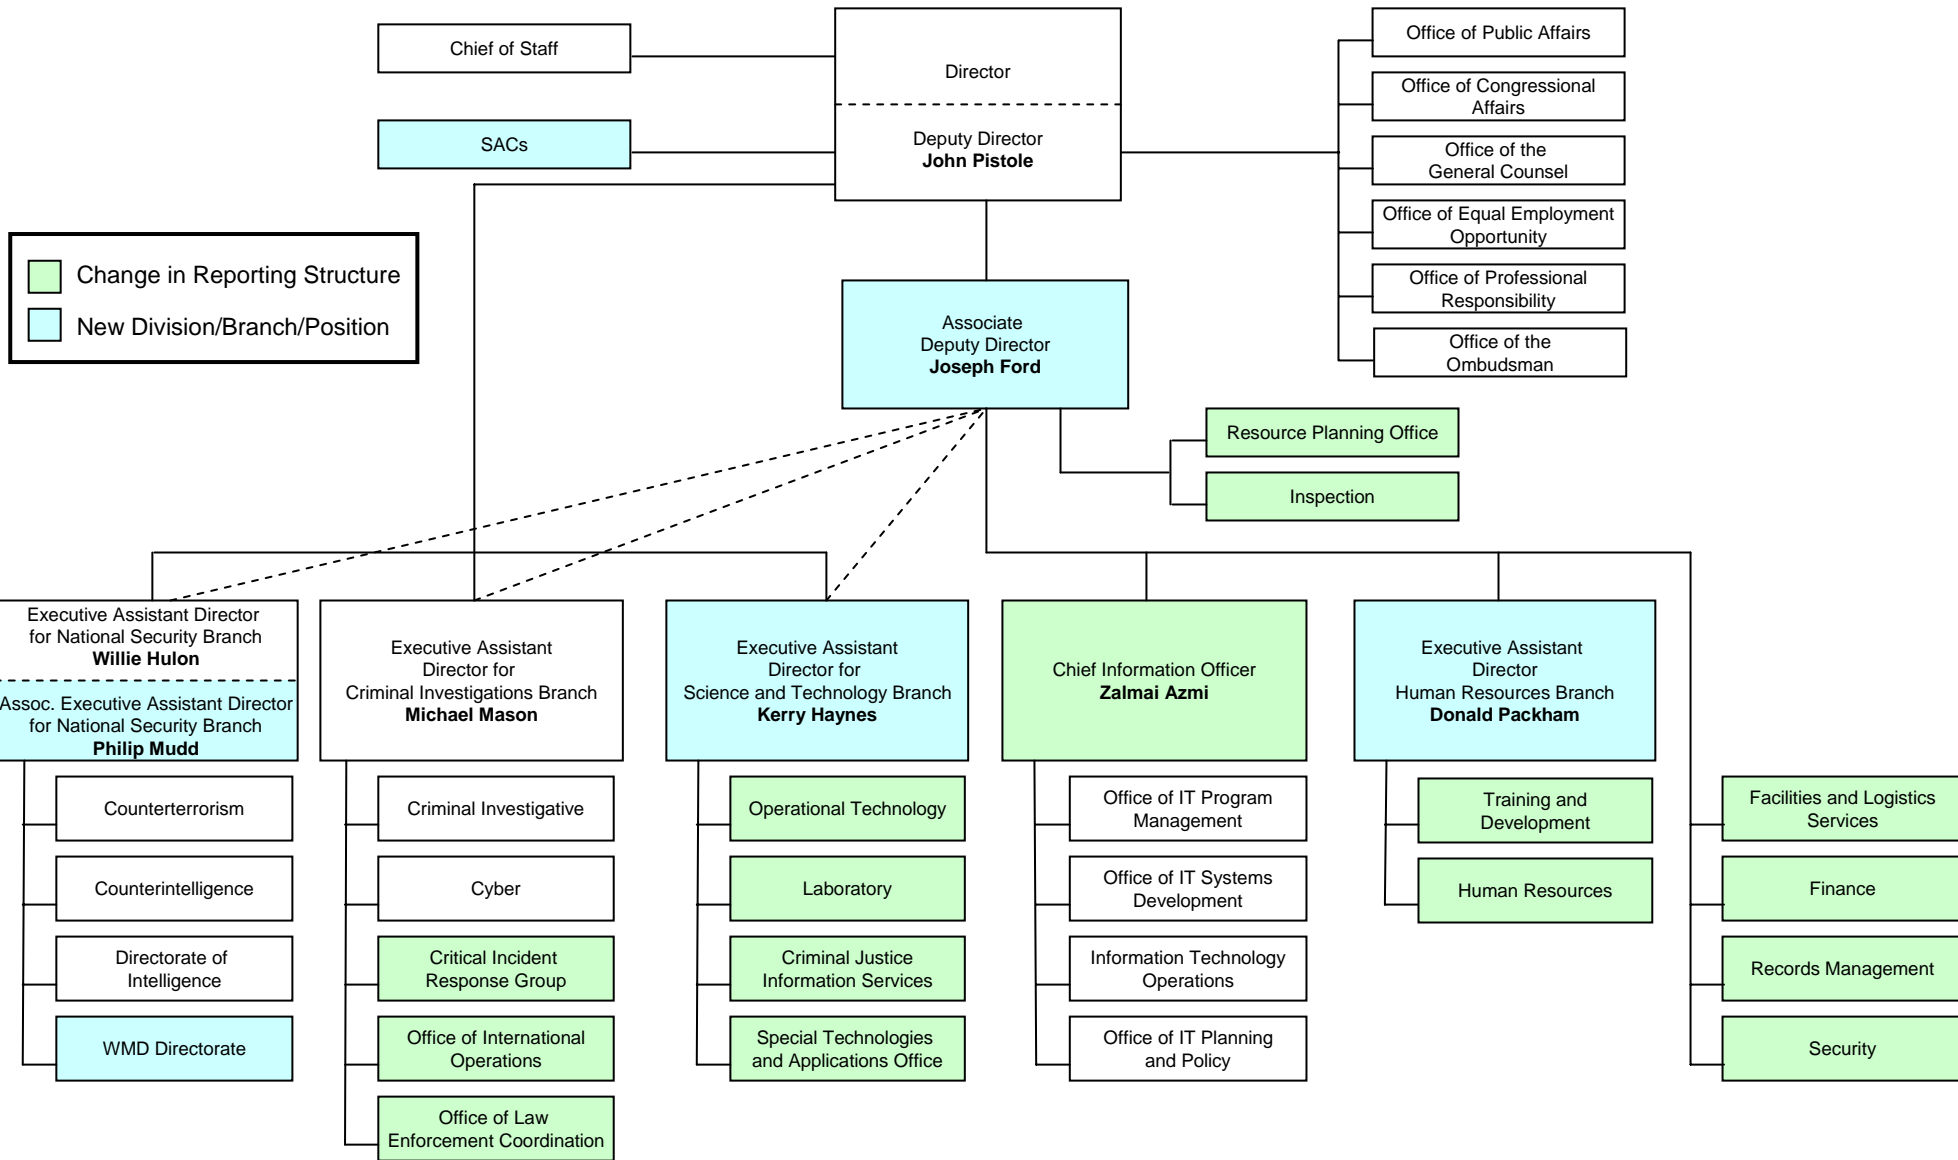 Chief of Staff
SACs
Director
Deputy Director
John Pistole
Office of Public Affairs
Office of Congressional
Affairs
Office of the
General Counsel
Office of Equal Employment
Opportunity
Office of Professional
Responsibility
Office of the
Ombudsman
Change in Reporting Structure
New Division/Branch/Position
Associate
Deputy Director
Joseph Ford
Resource Planning Office
Inspection
Executive Assistant Director
for National Security Branch
Willie Hulon
Assoc. Executive Assistant Director
for National Security Branch
Philip Mudd
Counterterrorism
Counterintelligence
Directorate of
Intelligence
WMD Directorate
Executive Assistant
Director for
Criminal Investigations Branch
Michael Mason
Criminal Investigative
Cyber
Critical Incident
Response Group
Office of International
Operations
Office of Law
Enforcement Coordination
Executive Assistant
Director for
Science and Technology Branch
Kerry Haynes
Operational Technology
Laboratory
Criminal Justice
Information Services
Special Technologies
and Applications Office
Chief Information Officer
Zalmai Azmi
Office of IT Program
Management
Office of IT Systems
Development
Information Technology
Operations
Office of IT Planning
and Policy
Executive Assistant
Director
Human Resources Branch
Donald Packham
Training and
Development
Human Resources
Facilities and Logistics
Services
Finance
Records Management
Security